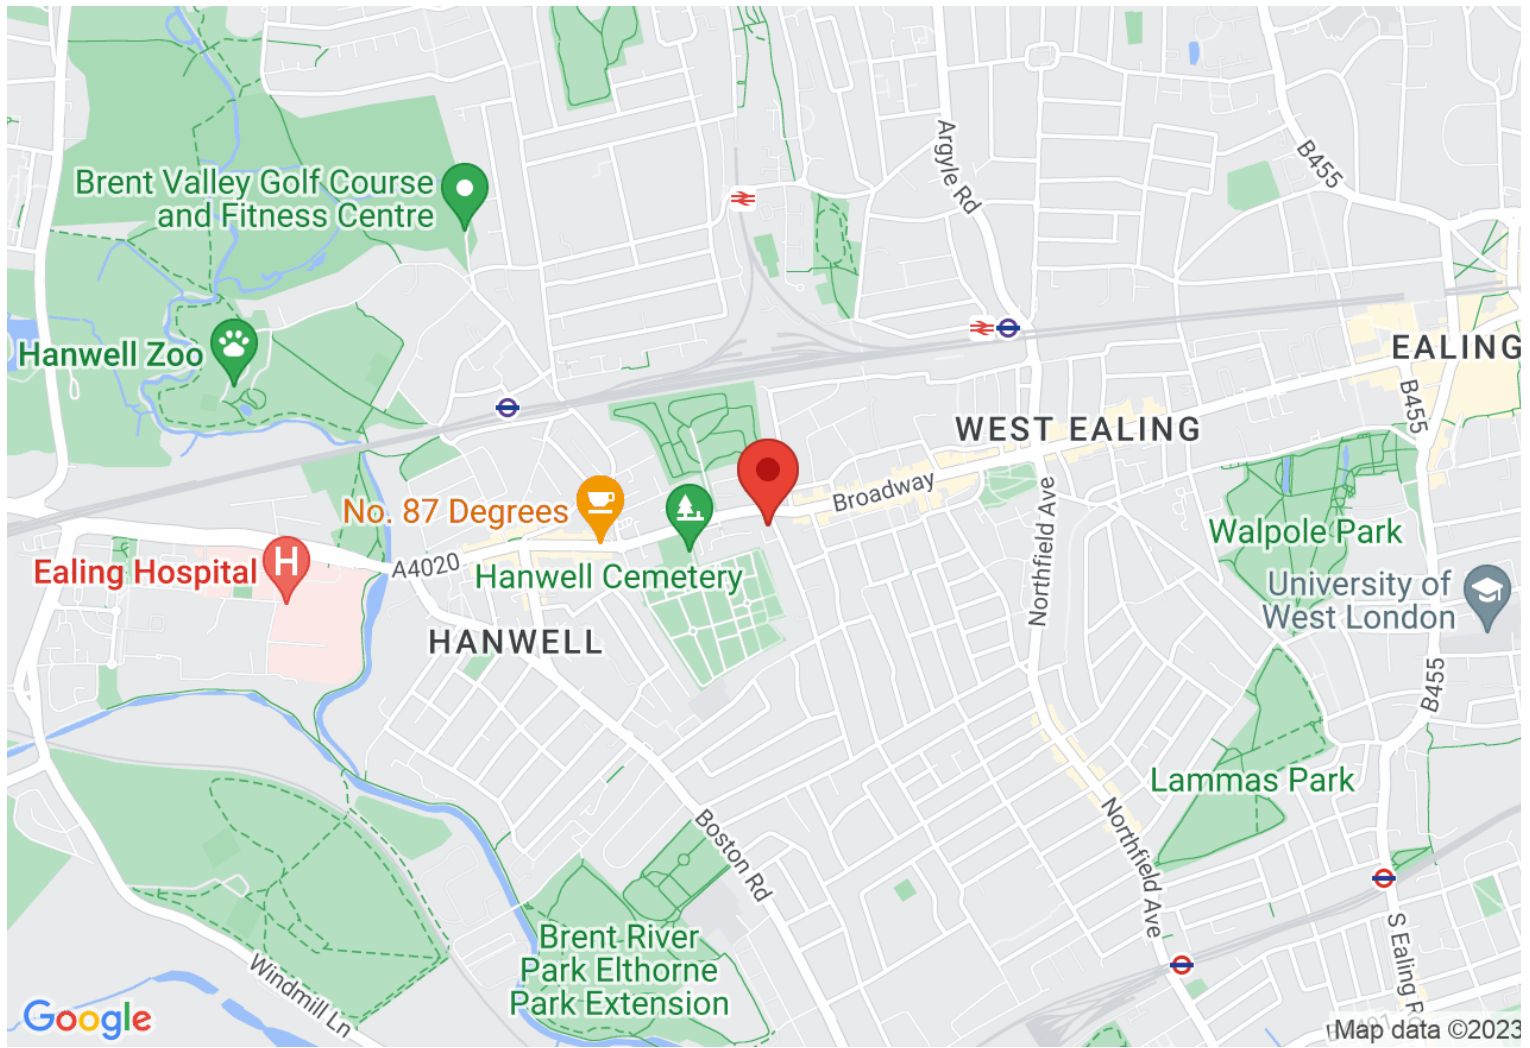 Argyle Rd
B455
Brent Valley Golf Course
and Fitness Centre
Hanwell Zoo
EALING
B455
WEST EALING
Broadway
No. 87 Degrees
Northfield Ave
Walpole Park
A4020
Ealing Hospital
H
Hanwell Cemetery
University of
West London
HANWELL
B455
Lammas Park
Boston Rd
Northfield Ave
Brent River
Park Elthorne
Park Extension
S Ealing Rd
Windmill Ln
Google
Map data ©2023